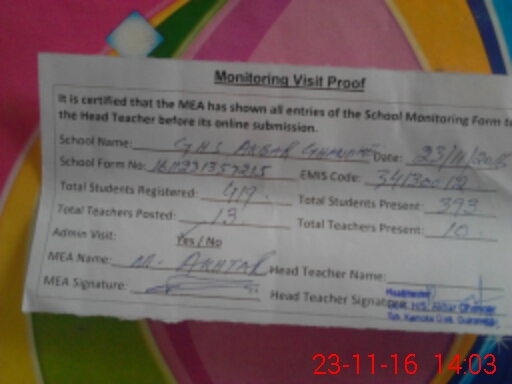 Monitoring Visit Proof
It is certified that the MEA has shown all entries of the School Monitoring Form to
the Head Teacher before its online submission.
School Name: GHS AKBAR Date: 23/11/2016
School Form No: EMIS Code:
Total Students Registered: 419 Total Students Present: 393
Total Teachers Posted: 13 Total Teachers Present: 10
Admin Visit: Yes / No
MEA Name: M. AKHTAR Head Teacher Name:
MEA Signature: Head Teacher Signature
Headmaster
Govt. H/S Akbar
23-11-16 14:03